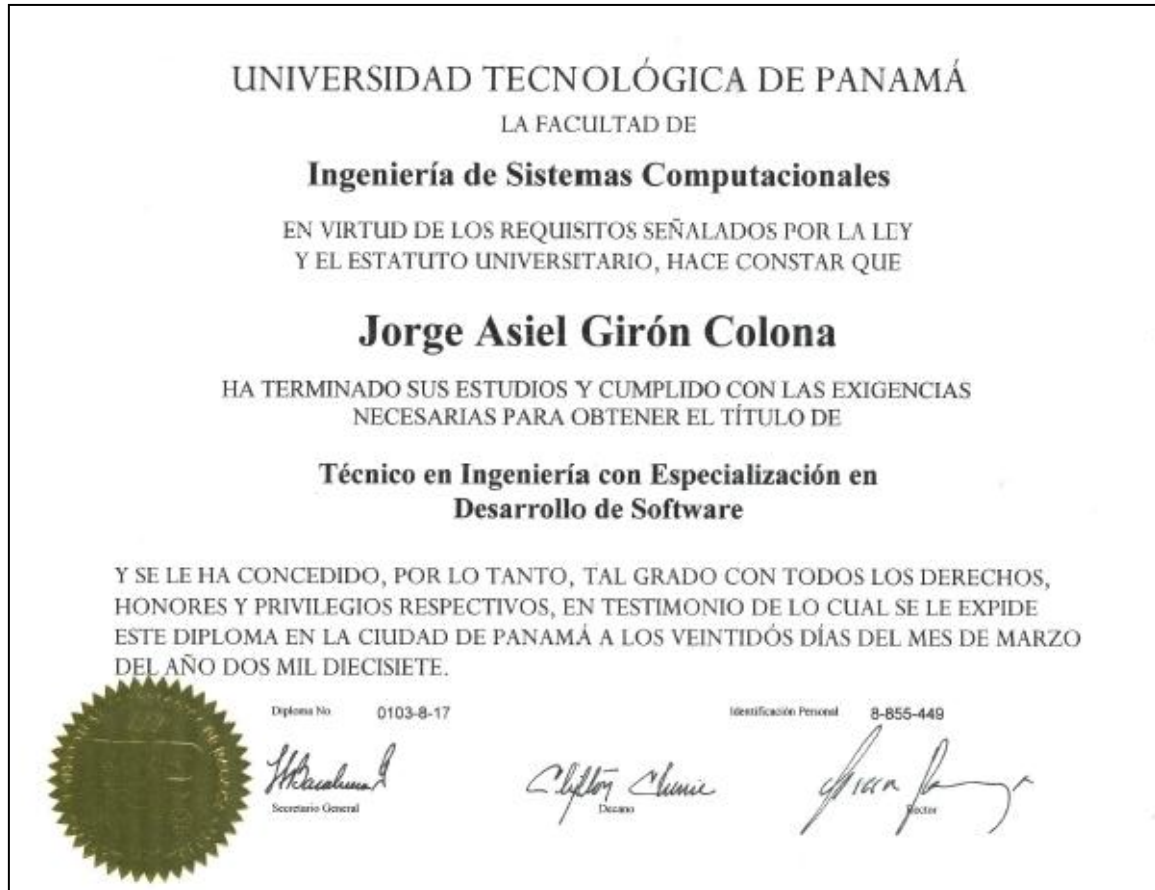 UNIVERSIDAD TECNOLÓGICA DE PANAMÁ
LA FACULTAD DE
Ingeniería de Sistemas Computacionales
EN VIRTUD DE LOS REQUISITOS SEÑALADOS POR LA LEY
Y EL ESTATUTO UNIVERSITARIO, HACE CONSTAR QUE
Jorge Asiel Girón Colona
HA TERMINADO SUS ESTUDIOS Y CUMPLIDO CON LAS EXIGENCIAS
NECESARIAS PARA OBTENER EL TÍTULO DE
Técnico en Ingeniería con Especialización en
Desarrollo de Software
Y SE LE HA CONCEDIDO, POR LO TANTO, TAL GRADO CON TODOS LOS DERECHOS,
HONORES Y PRIVILEGIOS RESPECTIVOS, EN TESTIMONIO DE LO CUAL SE LE EXPIDE
ESTE DIPLOMA EN LA CIUDAD DE PANAMÁ A LOS VEINTIDÓS DÍAS DEL MES DE MARZO
DEL AÑO DOS MIL DIECISIETE.
Diploma No 0103-8-17 Identificación Personal 8-855-449
Secretario General Decano Rector